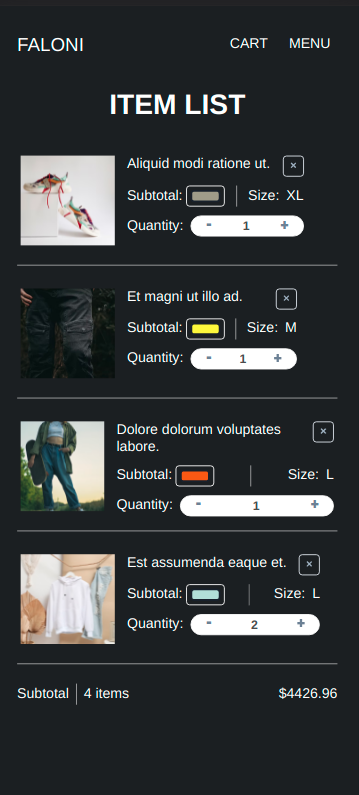 FALONI CART MENU
ITEM LIST
Aliquid modi ratione ut. ×
Subtotal: Size: XL
Quantity: - 1 +
Et magni ut illo ad. ×
Subtotal: Size: M
Quantity: - 1 +
Dolore dolorum voluptates ×
labore.
Subtotal: Size: L
Quantity: - 1 +
Est assumenda eaque et. ×
Subtotal: Size: L
Quantity: - 2 +
Subtotal 4 items $4426.96